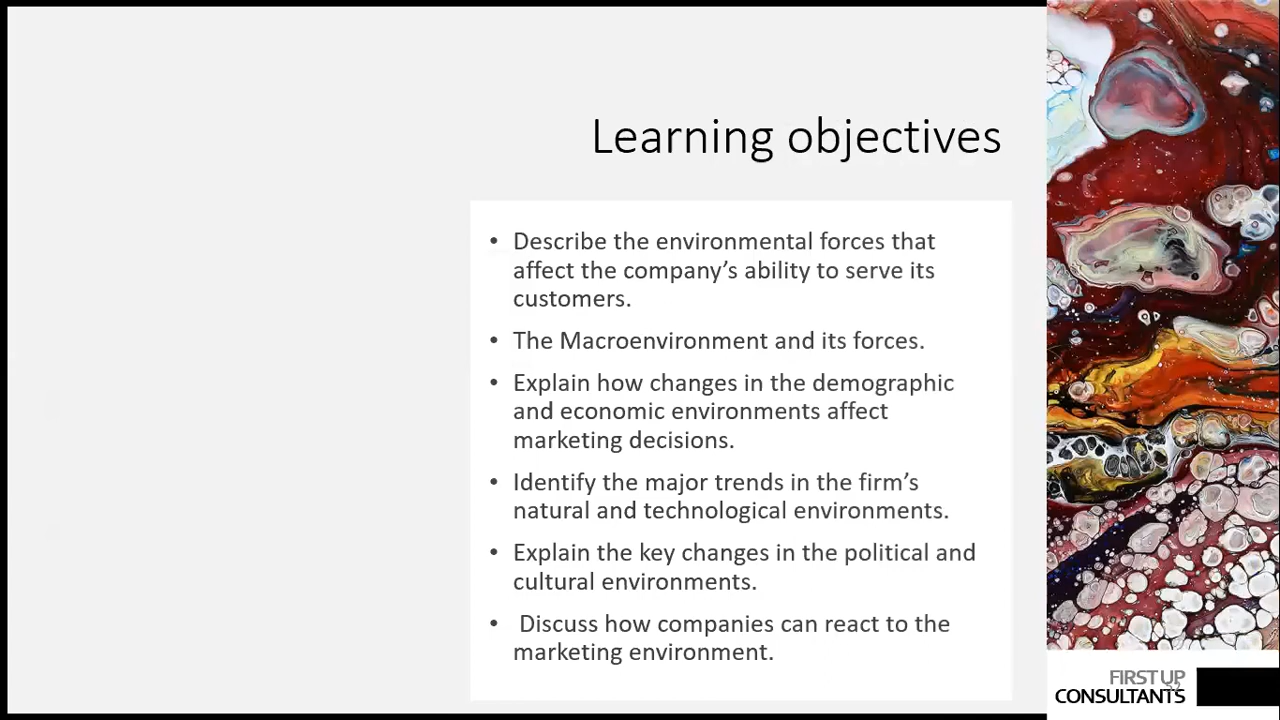 Learning objectives
• Describe the environmental forces that
affect the company’s ability to serve its
customers.
• The Macroenvironment and its forces.
• Explain how changes in the demographic
and economic environments affect
marketing decisions.
• Identify the major trends in the firm’s
natural and technological environments.
• Explain the key changes in the political and
cultural environments.
• Discuss how companies can react to the
marketing environment.
FIRST UP
CONSULTANTS